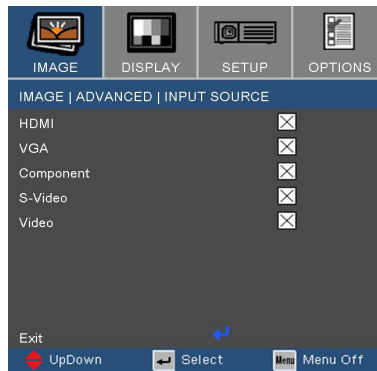 IMAGE DISPLAY SETUP OPTIONS
IMAGE | ADVANCED | INPUT SOURCE
HDMI
VGA
Component
S-Video
Video
Exit
UpDown Select Menu Menu Off